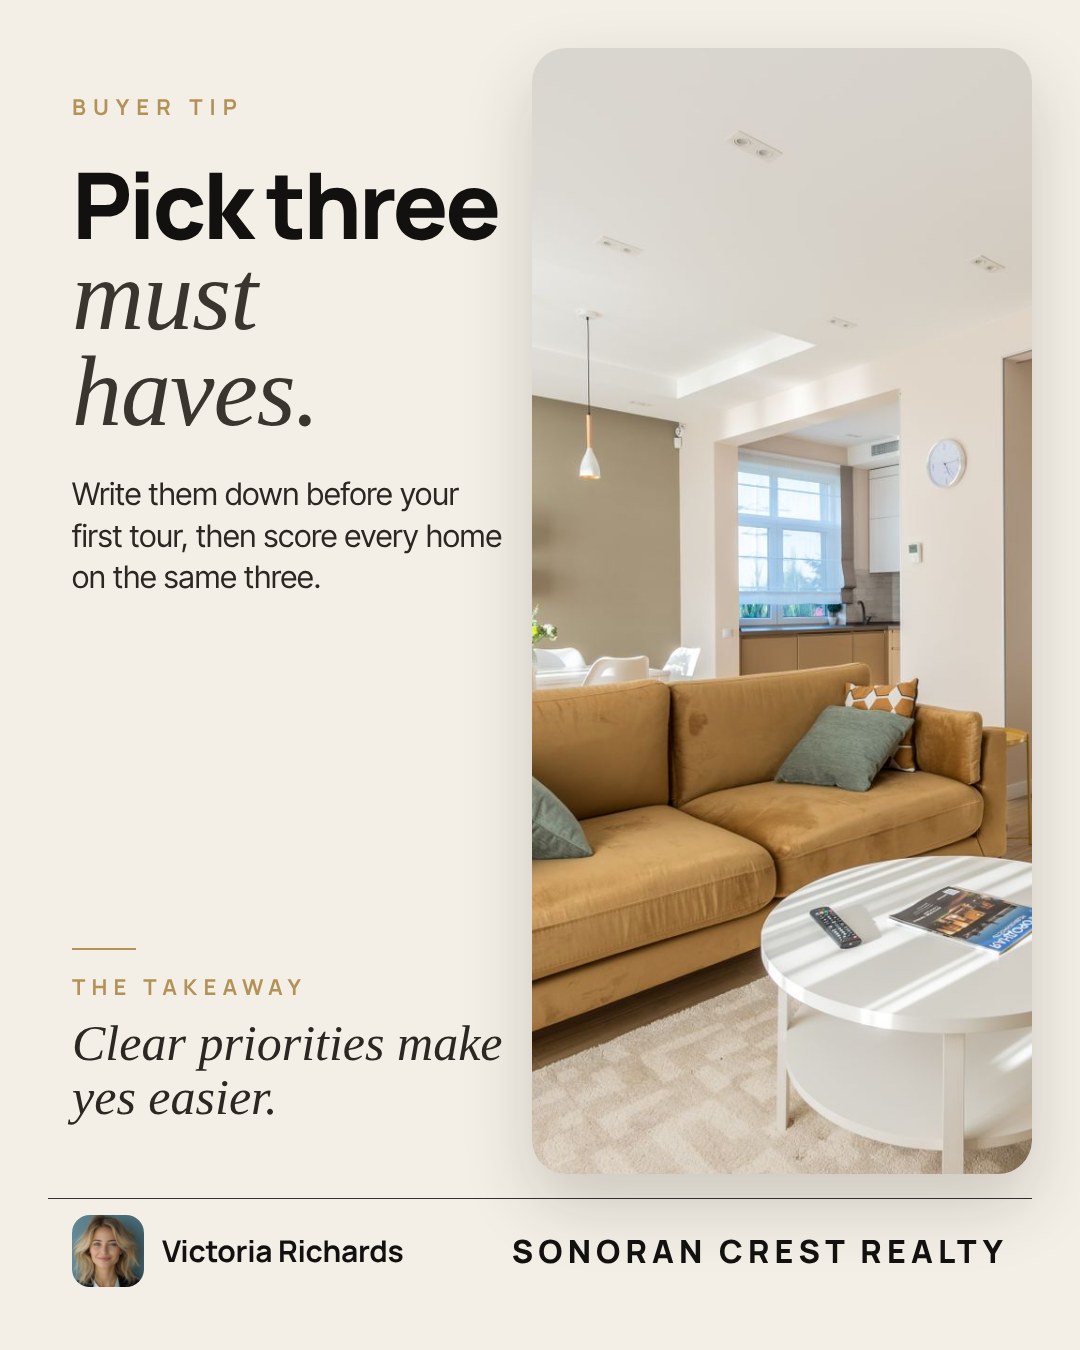 BUYER TIP
Pick three
must
haves.
Write them down before your
first tour, then score every home
on the same three.
THE TAKEAWAY
Clear priorities make
yes easier.
Victoria Richards
SONORAN CREST REALTY